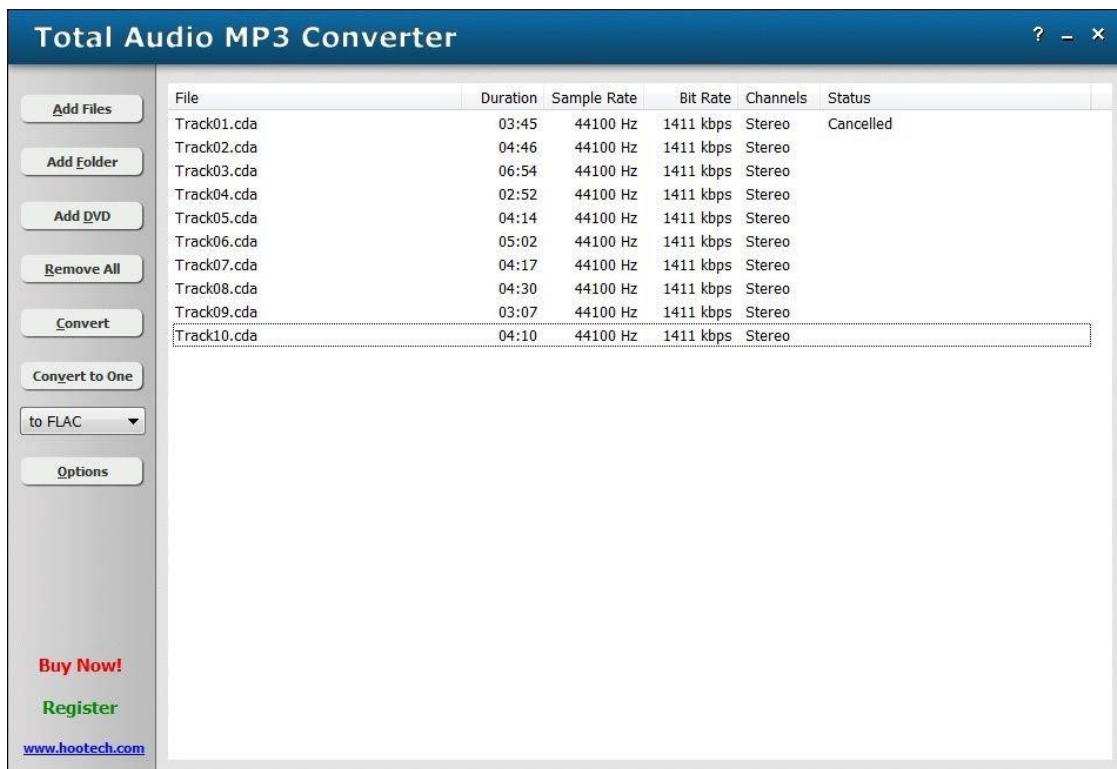 Total Audio MP3 Converter ? – ×
Add Files
Add Folder
Add DVD
Remove All
Convert
Convert to One
to FLAC
Options
Buy Now!
Register
www.hootech.com
File Duration Sample Rate Bit Rate Channels Status
Track01.cda 03:45 44100 Hz 1411 kbps Stereo Cancelled
Track02.cda 04:46 44100 Hz 1411 kbps Stereo
Track03.cda 06:54 44100 Hz 1411 kbps Stereo
Track04.cda 02:52 44100 Hz 1411 kbps Stereo
Track05.cda 04:14 44100 Hz 1411 kbps Stereo
Track06.cda 05:02 44100 Hz 1411 kbps Stereo
Track07.cda 04:17 44100 Hz 1411 kbps Stereo
Track08.cda 04:30 44100 Hz 1411 kbps Stereo
Track09.cda 03:07 44100 Hz 1411 kbps Stereo
Track10.cda 04:10 44100 Hz 1411 kbps Stereo